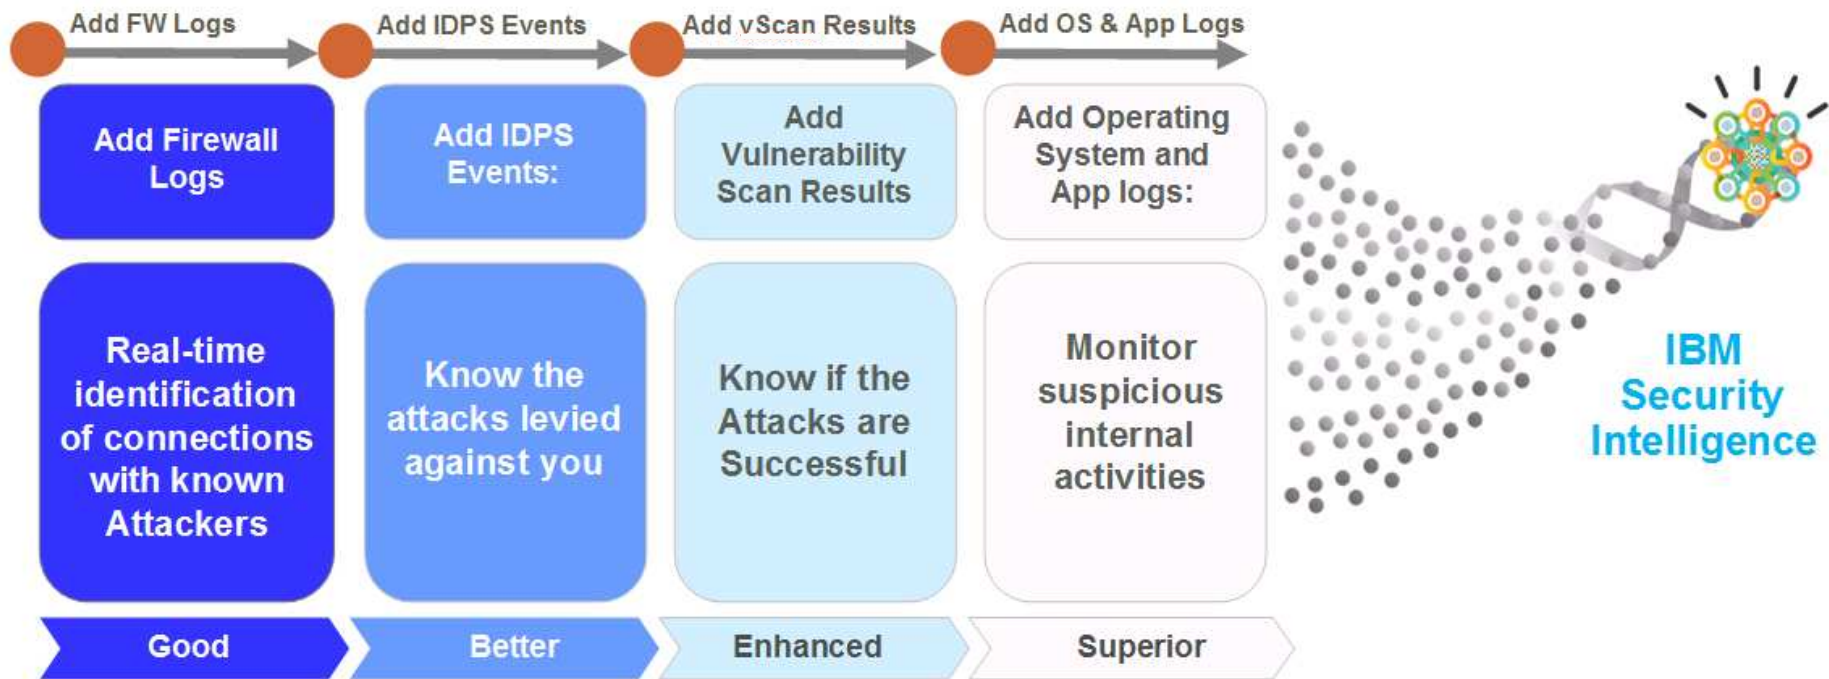 Add FW Logs
Add IDPS Events
Add vScan Results
Add OS & App Logs
Add Firewall
Logs
Add IDPS
Events:
Add
Vulnerability
Scan Results
Add Operating
System and
App logs:
Real-time
identification
of connections
with known
Attackers
Know the
attacks levied
against you
Know if the
Attacks are
Successful
Monitor
suspicious
internal
activities
IBM
Security
Intelligence
Good
Better
Enhanced
Superior